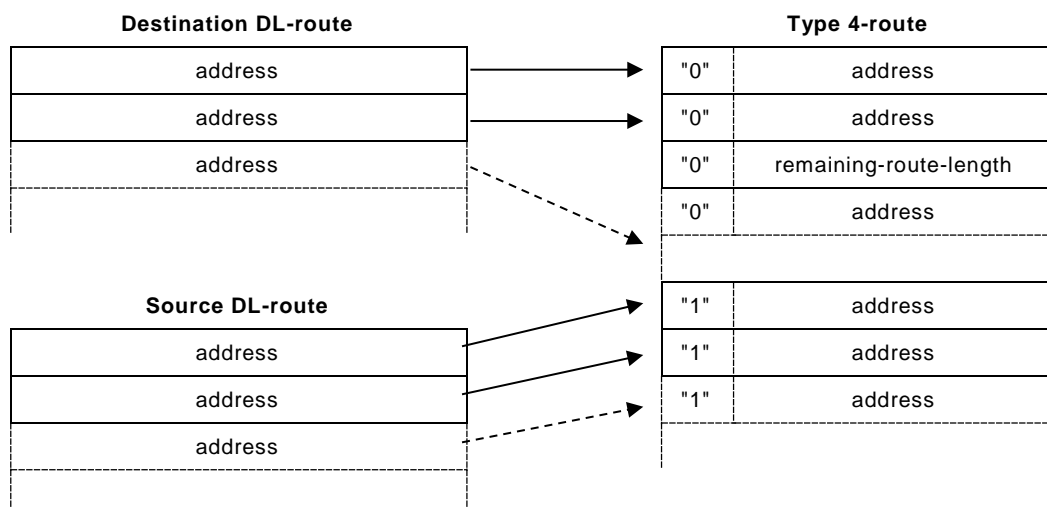 Destination DL-route
address
address
address
Source DL-route
address
address
address
Type 4-route
"0" address
"0" address
"0" remaining-route-length
"0" address
"1" address
"1" address
"1" address